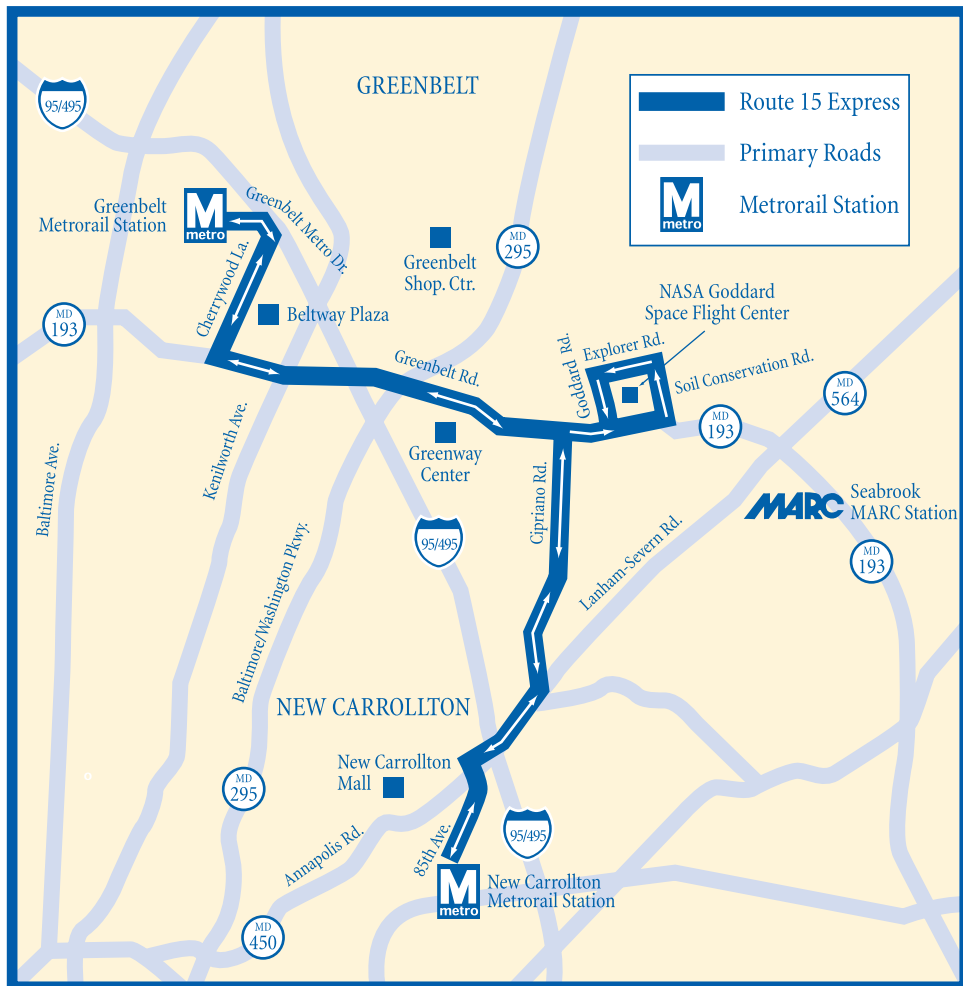 GREENBELT
95/495
Route 15 Express
Primary Roads
M
metro
Metrorail Station
Greenbelt
Metrorail Station
M
metro
Greenbelt Metro Dr.
Cherrywood La.
Greenbelt
Shop. Ctr.
MD
295
MD
193
Beltway Plaza
NASA Goddard
Space Flight Center
Greenbelt Rd.
Goddard Rd.
Explorer Rd.
Soil Conservation Rd.
MD
564
MD
193
Baltimore Ave.
Kenilworth Ave.
Greenway
Center
Cipriano Rd.
MARC
Seabrook
MARC Station
95/495
Baltimore/Washington Pkwy.
Lanham-Severn Rd.
MD
193
NEW CARROLLTON
New Carrollton
Mall
MD
295
Annapolis Rd.
85th Ave.
95/495
M
metro
New Carrollton
Metrorail Station
MD
450